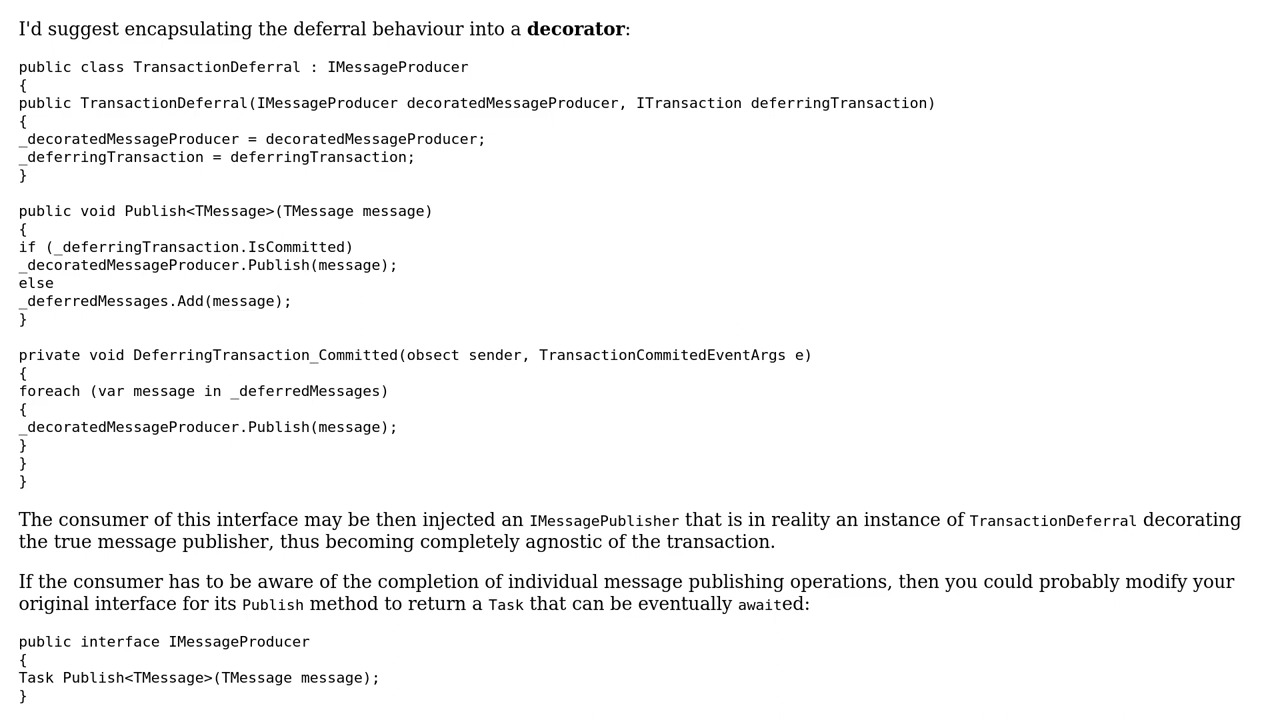 I'd suggest encapsulating the deferral behaviour into a decorator:
public class TransactionDeferral : IMessageProducer
{
public TransactionDeferral(IMessageProducer decoratedMessageProducer, ITransaction deferringTransaction)
{
_decoratedMessageProducer = decoratedMessageProducer;
_deferringTransaction = deferringTransaction;
}
public void Publish<TMessage>(TMessage message)
{
if (_deferringTransaction.IsCommitted)
_decoratedMessageProducer.Publish(message);
else
_deferredMessages.Add(message);
}
private void DeferringTransaction_Committed(obsect sender, TransactionCommitedEventArgs e)
{
foreach (var message in _deferredMessages)
{
_decoratedMessageProducer.Publish(message);
}
}
}
The consumer of this interface may be then injected an IMessagePublisher that is in reality an instance of TransactionDeferral decorating
the true message publisher, thus becoming completely agnostic of the transaction.
If the consumer has to be aware of the completion of individual message publishing operations, then you could probably modify your
original interface for its Publish method to return a Task that can be eventually awaited:
public interface IMessageProducer
{
Task Publish<TMessage>(TMessage message);
}